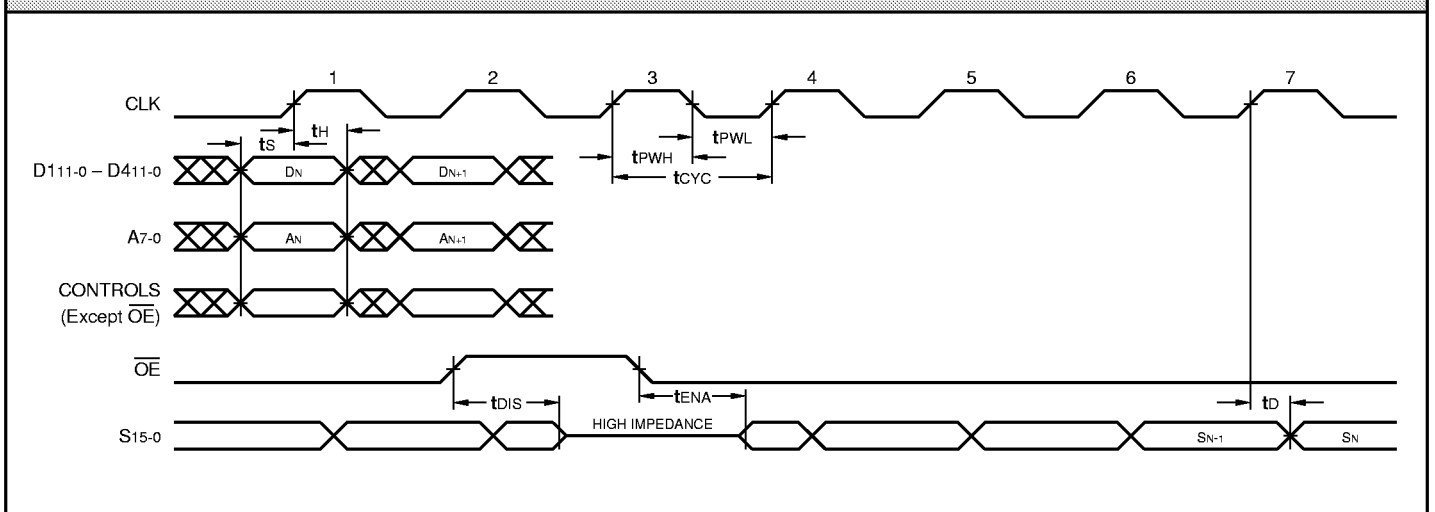 1 2 3 4 5 6 7
CLK
tS tH
tPWH tPWL
tCYC
D111-0 – D411-0 DN DN+1
A7-0 AN AN+1
CONTROLS
(Except OE)
OE
tDIS tENA tD
S15-0 HIGH IMPEDANCE SN-1 SN